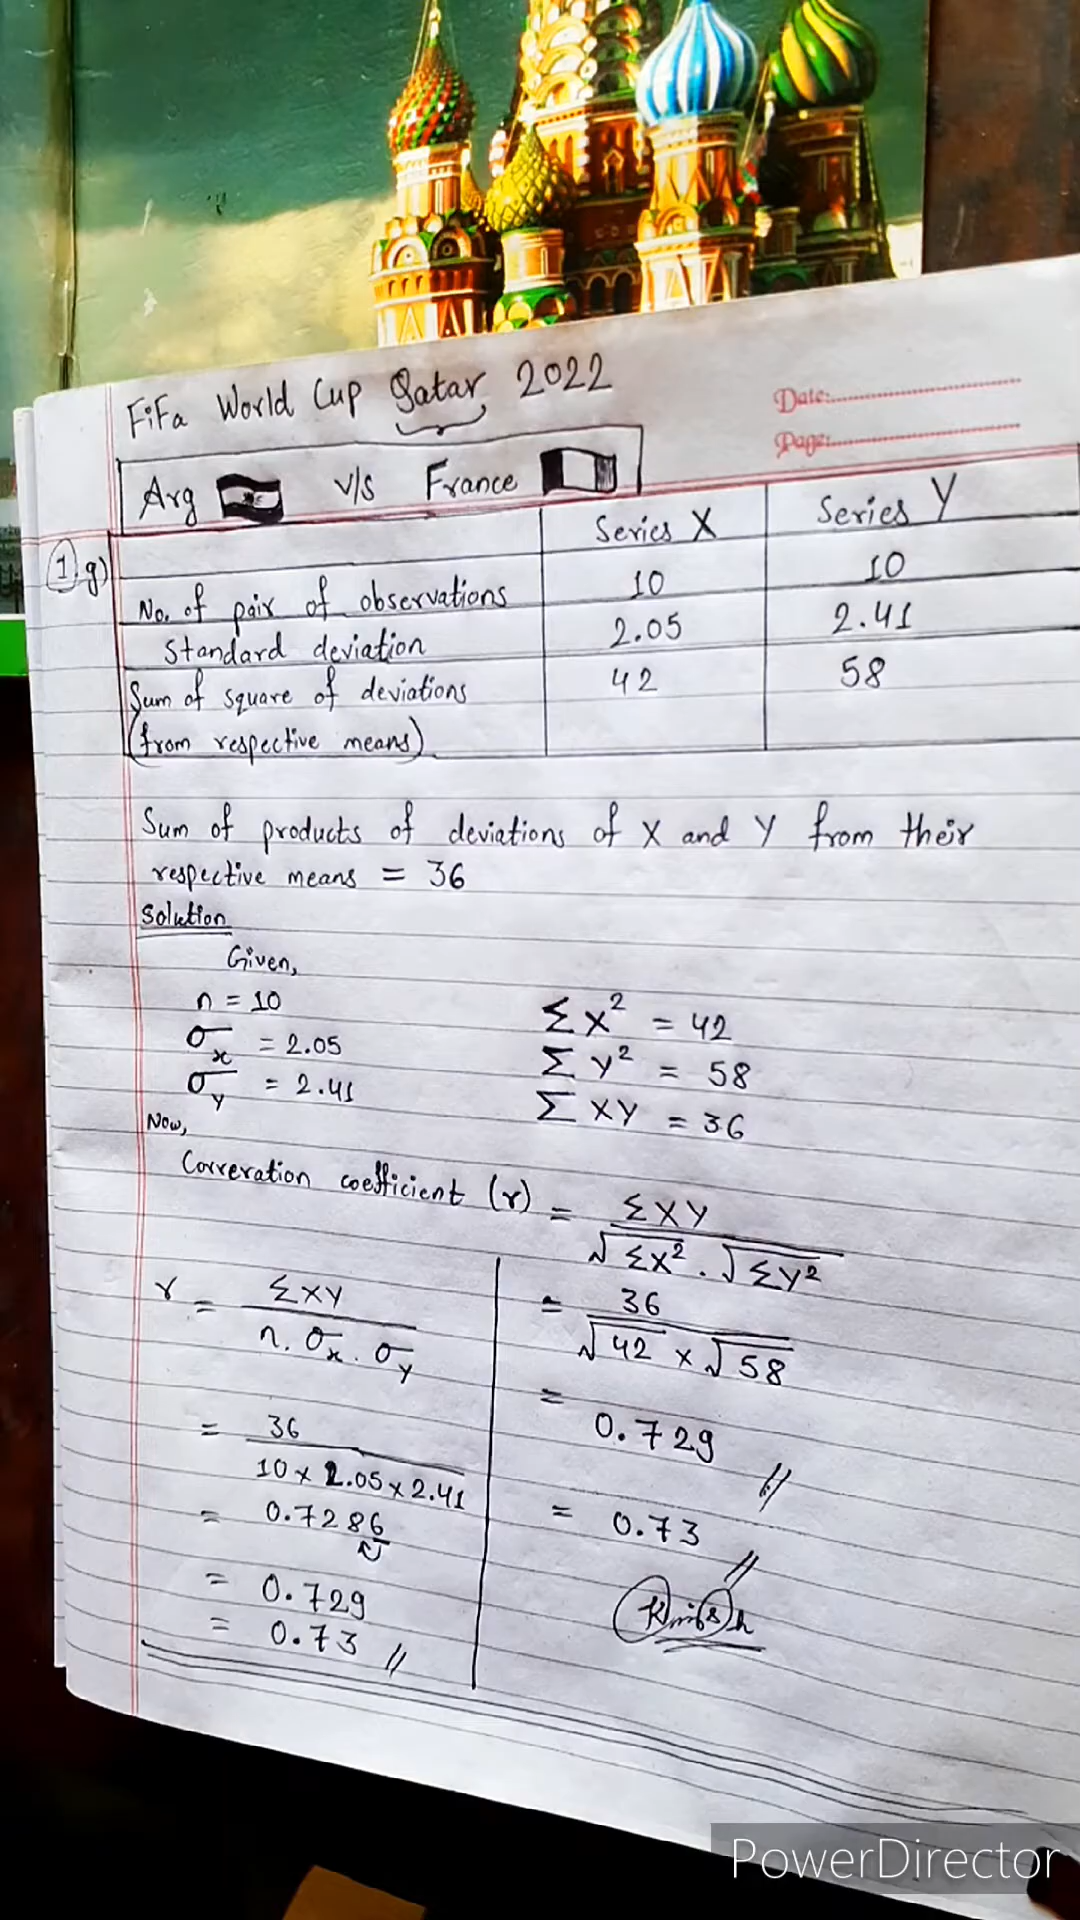 FiFa World Cup Qatar 2022
Date:
Page:
Arg v/s France
Series X Series Y
1.g)
No. of pair of observations 10 10
Standard deviation 2.05 2.41
Sum of square of deviations 42 58
(from respective means)
Sum of products of deviations of X and Y from their
respective means = 36
Solution
Given,
n = 10 Σx² = 42
σx = 2.05 Σy² = 58
σy = 2.41 Σxy = 36
Now,
Correration coefficient (r) = ΣXY / √ΣX² . √ΣY²
r = ΣXY / n. σx. σy
= 36 / √42 × √58
= 36 / 10 × 2.05 × 2.41
= 0.729 //
= 0.7286
= 0.73 //
= 0.729
= 0.73 //
PowerDirector